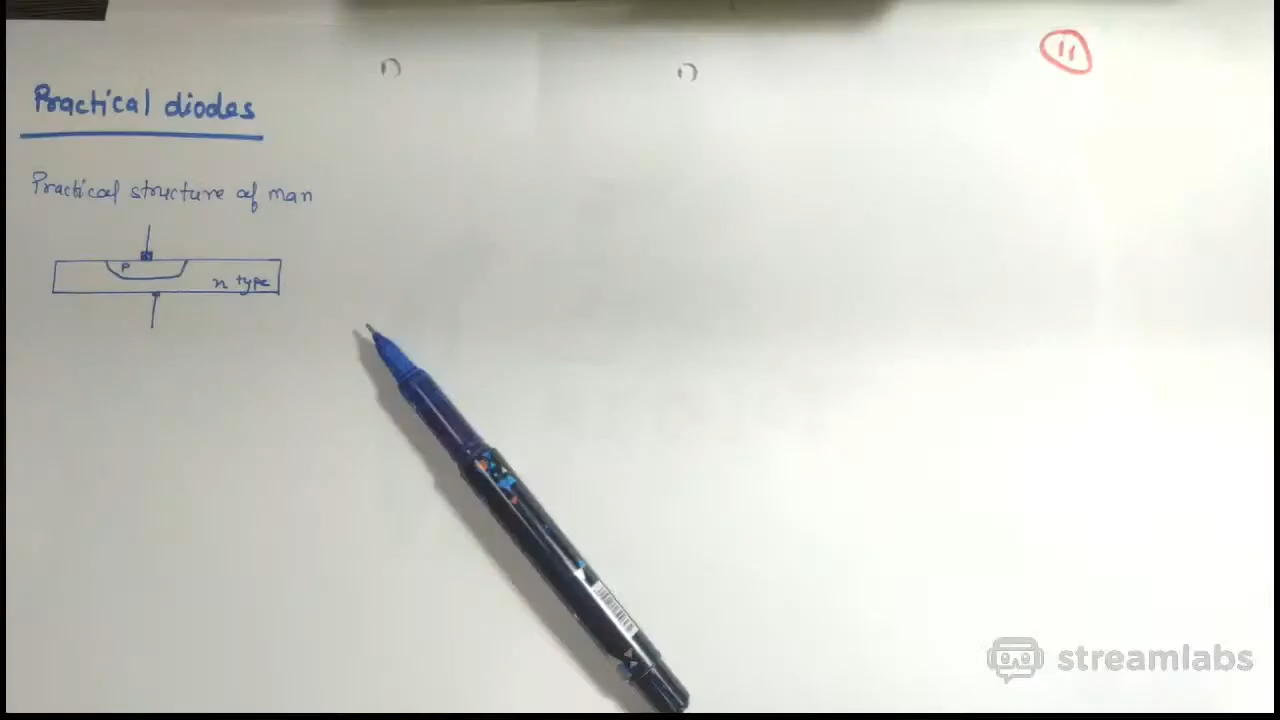 11
Practical diodes
Practical structure of man
P
n type
streamlabs